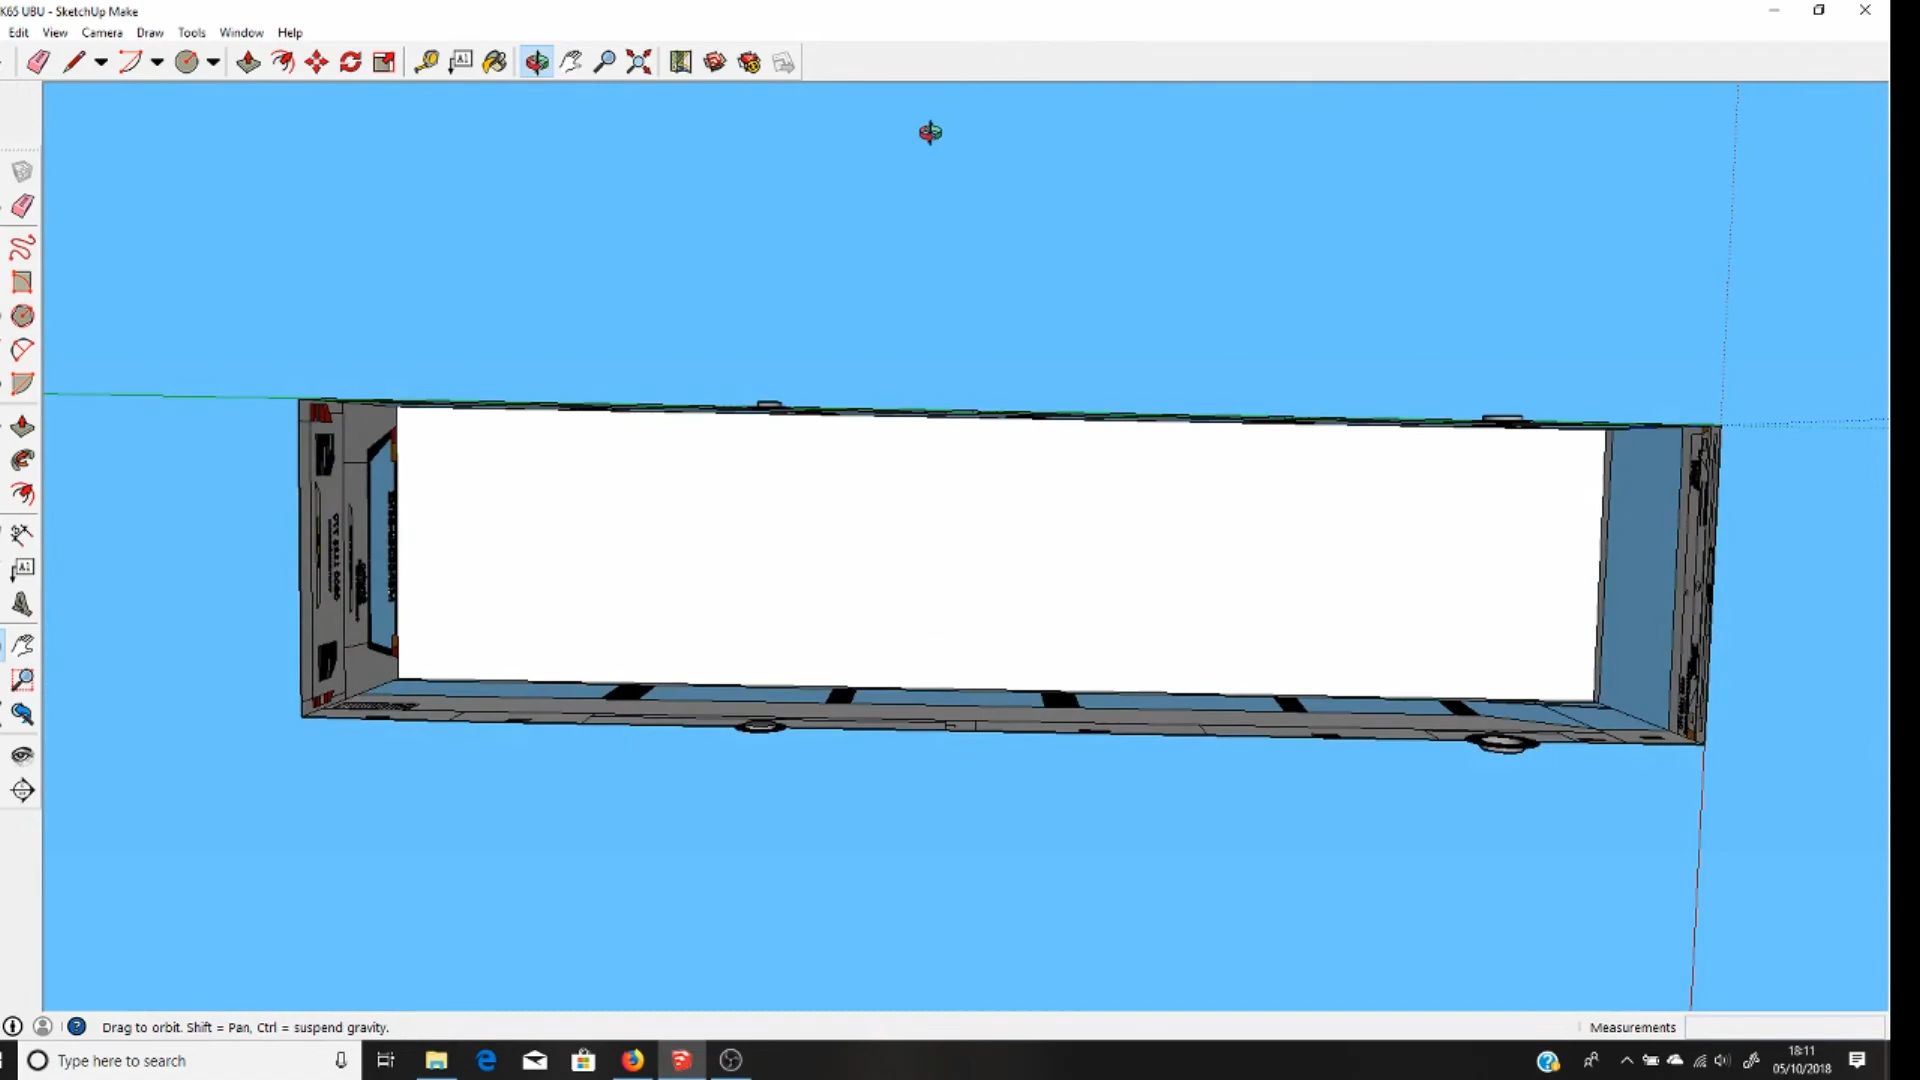 K65 UBU - SketchUp Make
Edit View Camera Draw Tools Window Help
Drag to orbit. Shift = Pan, Ctrl = suspend gravity.
Measurements
Type here to search
18:11
05/10/2018